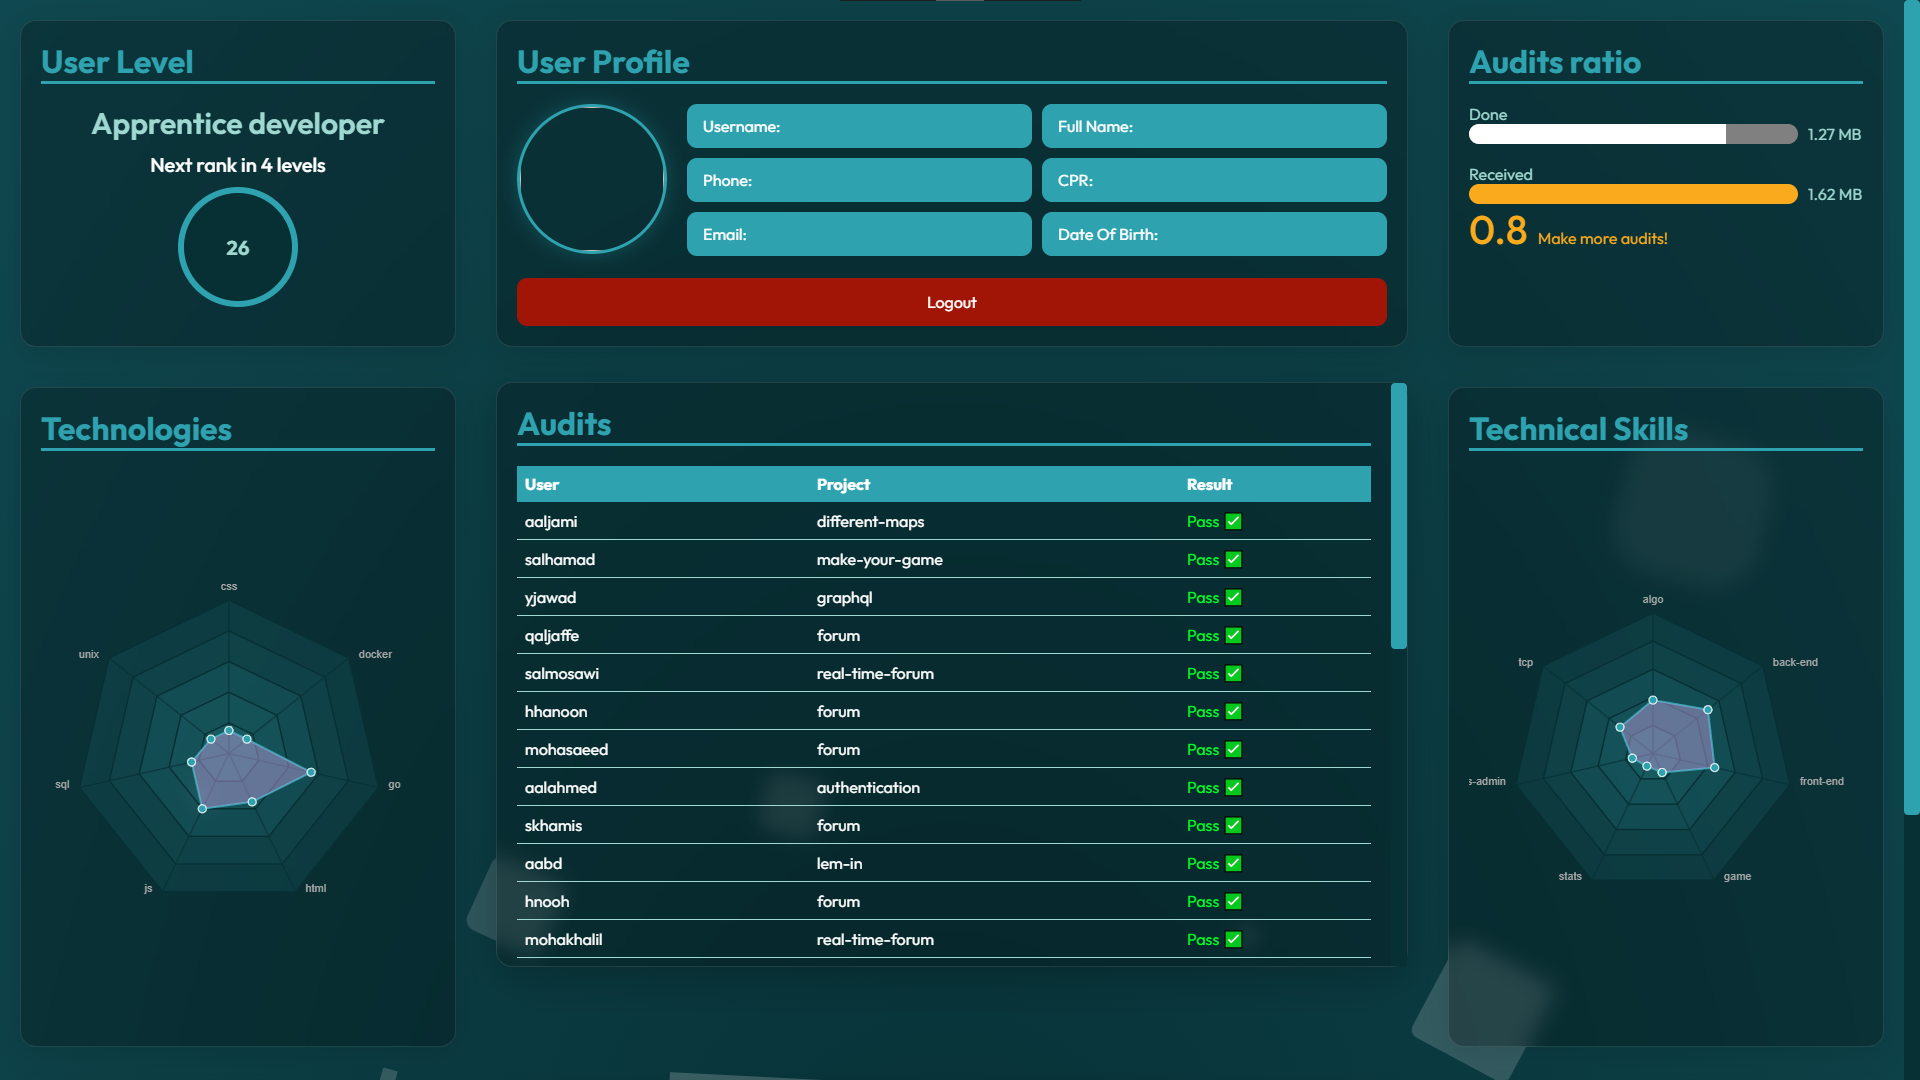 User Level
Apprentice developer
Next rank in 4 levels
26
User Profile
Username:
Full Name:
Phone:
CPR:
Email:
Date Of Birth:
Logout
Audits ratio
Done
1.27 MB
Received
1.62 MB
0.8 Make more audits!
Technologies
css
unix
docker
sql
go
js
html
Audits
User Project Result
aaljami different-maps Pass ✅
salhamad make-your-game Pass ✅
yjawad graphql Pass ✅
qaljaffe forum Pass ✅
salmosawi real-time-forum Pass ✅
hhanoon forum Pass ✅
mohasaeed forum Pass ✅
aalahmed authentication Pass ✅
skhamis forum Pass ✅
aabd lem-in Pass ✅
hnooh forum Pass ✅
mohakhalil real-time-forum Pass ✅
Technical Skills
algo
tcp
back-end
s-admin
front-end
stats
game